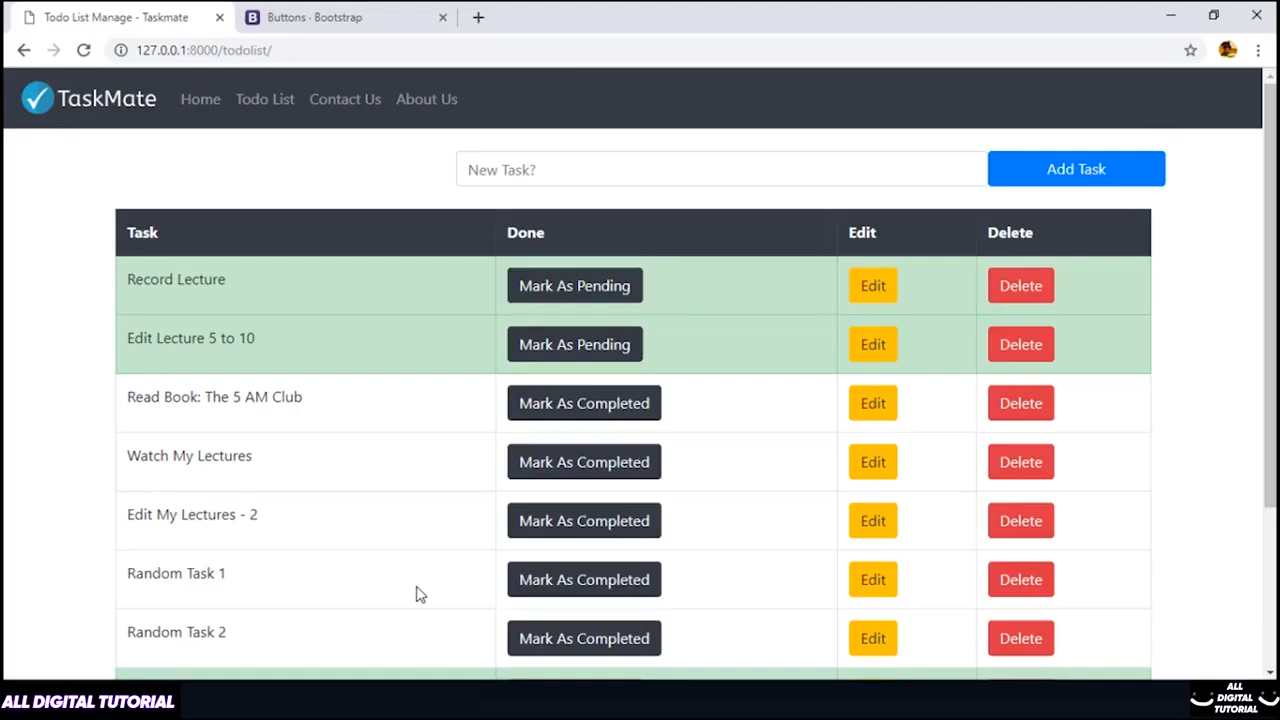 Todo List Manage - Taskmate
Buttons · Bootstrap
127.0.0.1:8000/todolist/
TaskMate Home Todo List Contact Us About Us
New Task? Add Task
Task Done Edit Delete
Record Lecture Mark As Pending Edit Delete
Edit Lecture 5 to 10 Mark As Pending Edit Delete
Read Book: The 5 AM Club Mark As Completed Edit Delete
Watch My Lectures Mark As Completed Edit Delete
Edit My Lectures - 2 Mark As Completed Edit Delete
Random Task 1 Mark As Completed Edit Delete
Random Task 2 Mark As Completed Edit Delete
ALL DIGITAL TUTORIAL
ALL
DIGITAL
TUTORIAL